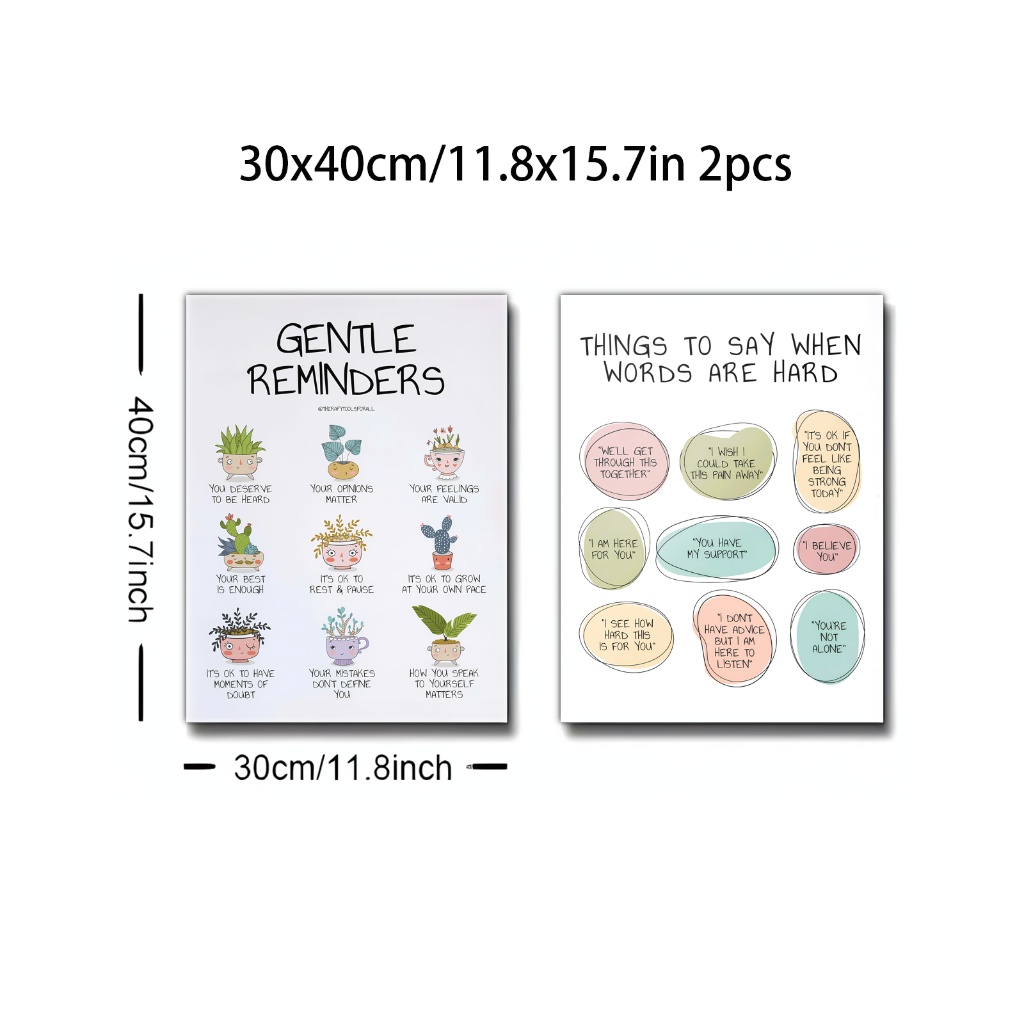 30x40cm/11.8x15.7in 2pcs
40cm/15.7inch
GENTLE
REMINDERS
@THERAPYTOOLSFORALL
YOU DESERVE
TO BE HEARD
YOUR OPINIONS
MATTER
YOUR FEELINGS
ARE VALID
YOUR BEST
IS ENOUGH
IT'S OK TO
REST & PAUSE
IT'S OK TO GROW
AT YOUR OWN PACE
IT'S OK TO HAVE
MOMENTS OF
DOUBT
YOUR MISTAKES
DON'T DEFINE
YOU
HOW YOU SPEAK
TO YOURSELF
MATTERS
30cm/11.8inch
THINGS TO SAY WHEN
WORDS ARE HARD
"WE'LL GET
THROUGH THIS
TOGETHER"
"I WISH I
COULD TAKE
THIS PAIN AWAY"
"IT'S OK IF
YOU DON'T
FEEL LIKE
BEING
STRONG
TODAY"
"I AM HERE
FOR YOU"
"YOU HAVE
MY SUPPORT"
"I BELIEVE
YOU"
"I SEE HOW
HARD THIS
IS FOR YOU"
"I DON'T
HAVE ADVICE
BUT I AM
HERE TO
LISTEN"
"YOU'RE
NOT
ALONE"